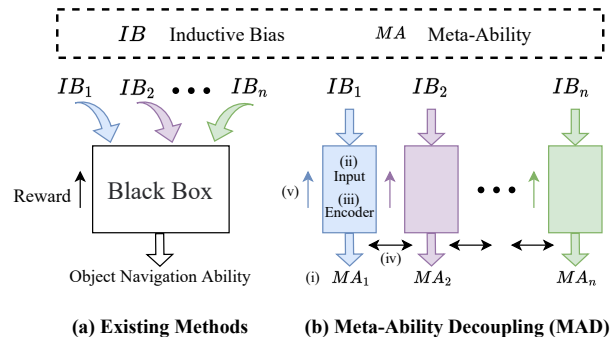 IB Inductive Bias MA Meta-Ability
IB₁ IB₂ ••• IBₙ IB₁ IB₂ IBₙ
Reward
Black Box
Object Navigation Ability
(v)
(ii)
Input
(iii)
Encoder
•••
(iv)
(i) MA₁ MA₂ MAₙ
(a) Existing Methods (b) Meta-Ability Decoupling (MAD)